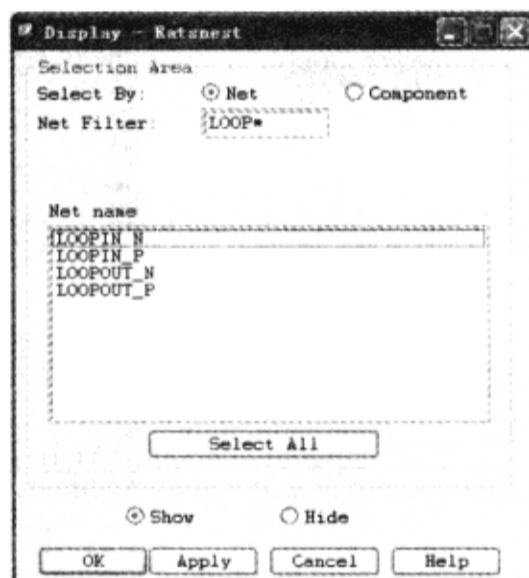 Display - Ratsnest
Selection Area
Select By: Net Component
Net Filter: LOOP*
Net name
LOOPIN_N
LOOPIN_P
LOOPOUT_N
LOOPOUT_P
Select All
Show Hide
OK Apply Cancel Help